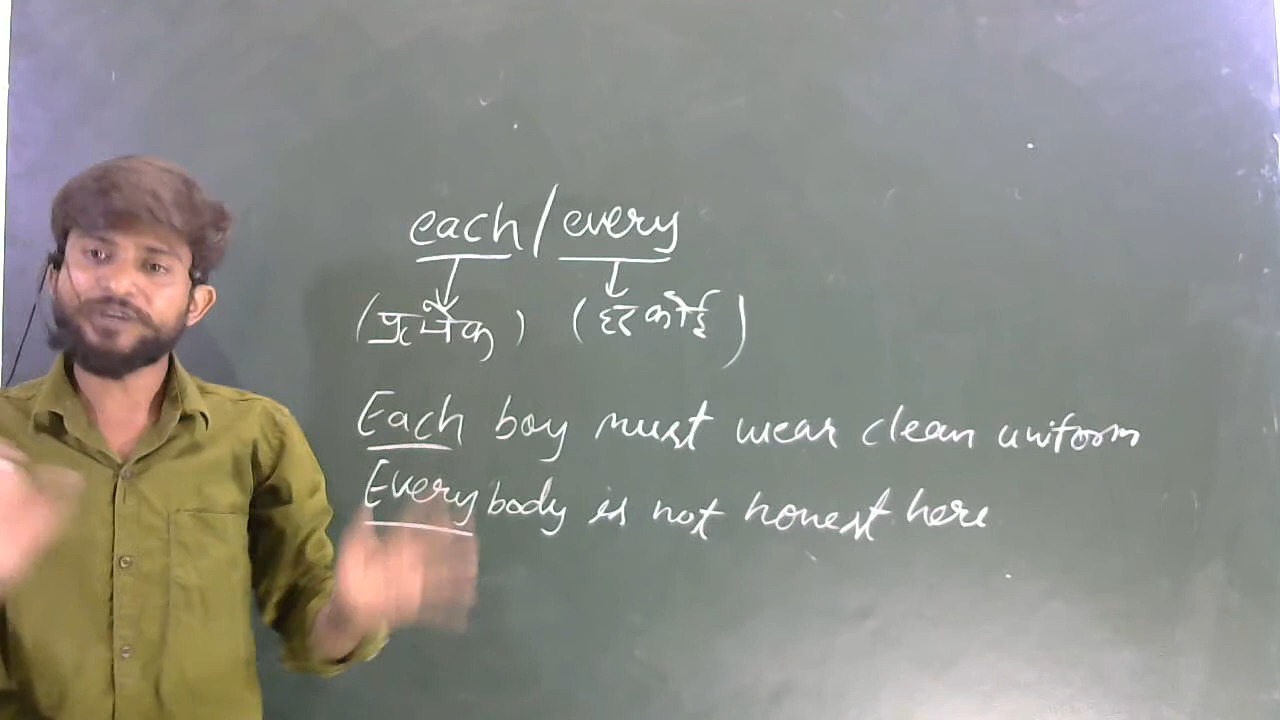 each / every
(प्रत्येक) (हर कोई)
Each boy must wear clean uniform
Everybody is not honest here